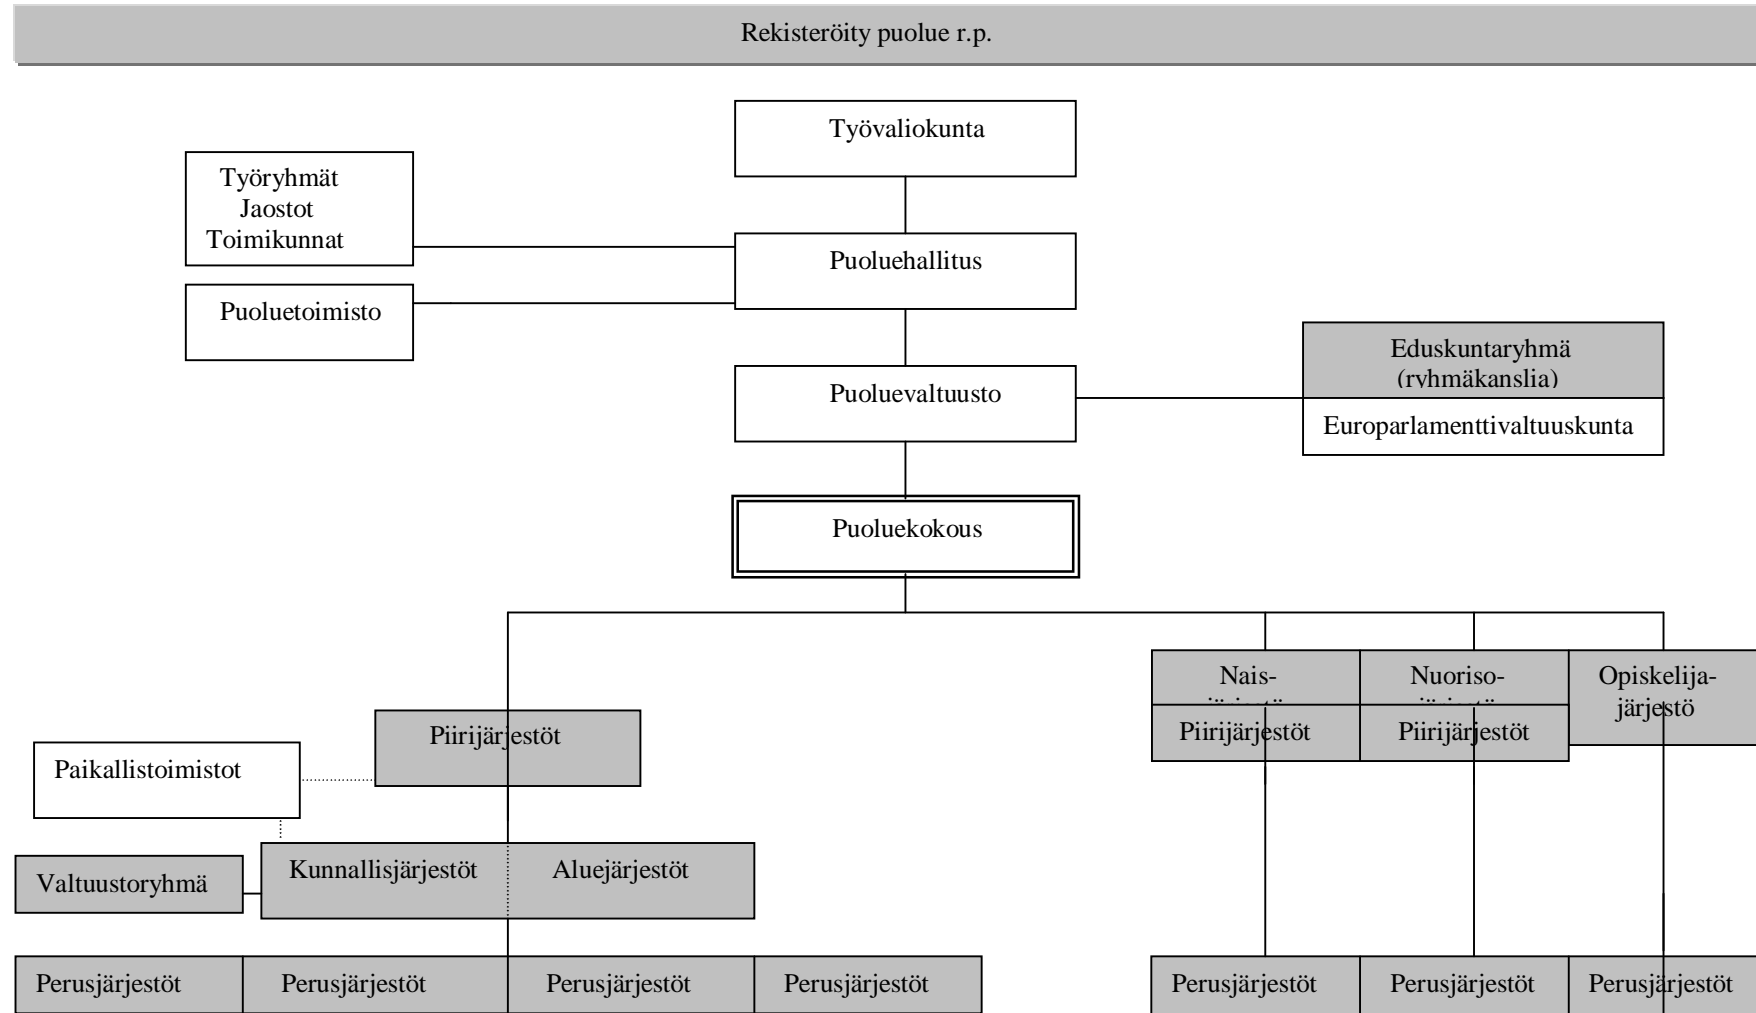 Rekisteröity puolue r.p.
Työvaliokunta
Työryhmät
Jaostot
Toimikunnat
Puoluehallitus
Puoluetoimisto
Eduskuntaryhmä
(ryhmäkanslia)
Puoluevaltuusto
Europarlamenttivaltuuskunta
Puoluekokous
Nais-
Nuoriso-
Opiskelija-
järjestö
Piirijärjestöt
Piirijärjestöt
Piirijärjestöt
Paikallistoimistot
Kunnallisjärjestöt
Aluejärjestöt
Valtuustoryhmä
Perusjärjestöt
Perusjärjestöt
Perusjärjestöt
Perusjärjestöt
Perusjärjestöt
Perusjärjestöt
Perusjärjestöt